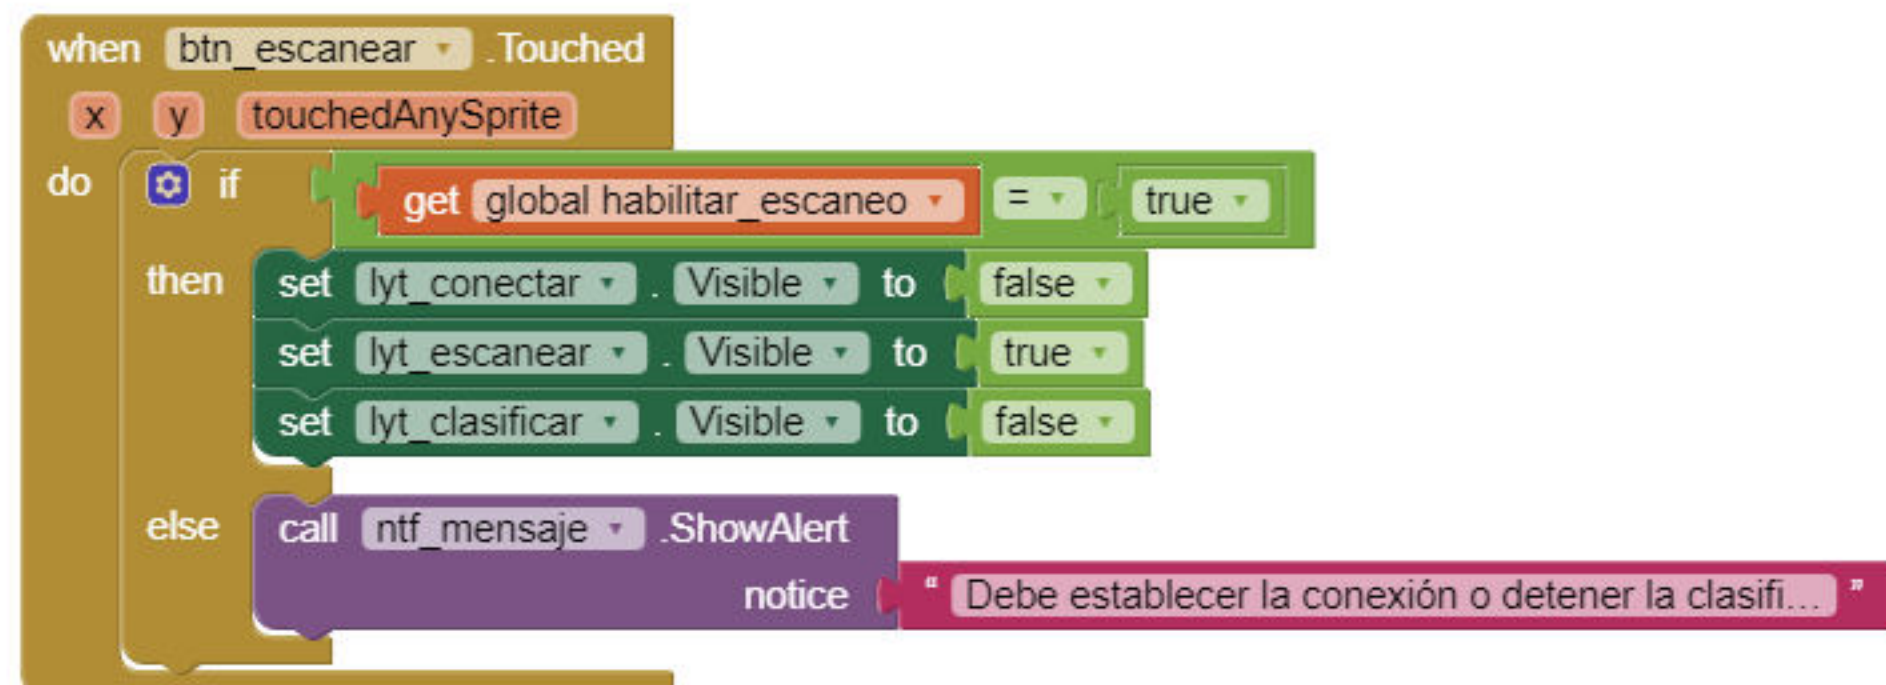 when btn_escanear .Touched
x y touchedAnySprite
do if get global habilitar_escaneo = true
then set lyt_conectar . Visible to false
set lyt_escanear . Visible to true
set lyt_clasificar . Visible to false
else call ntf_mensaje .ShowAlert
notice “ Debe establecer la conexión o detener la clasifi... ”